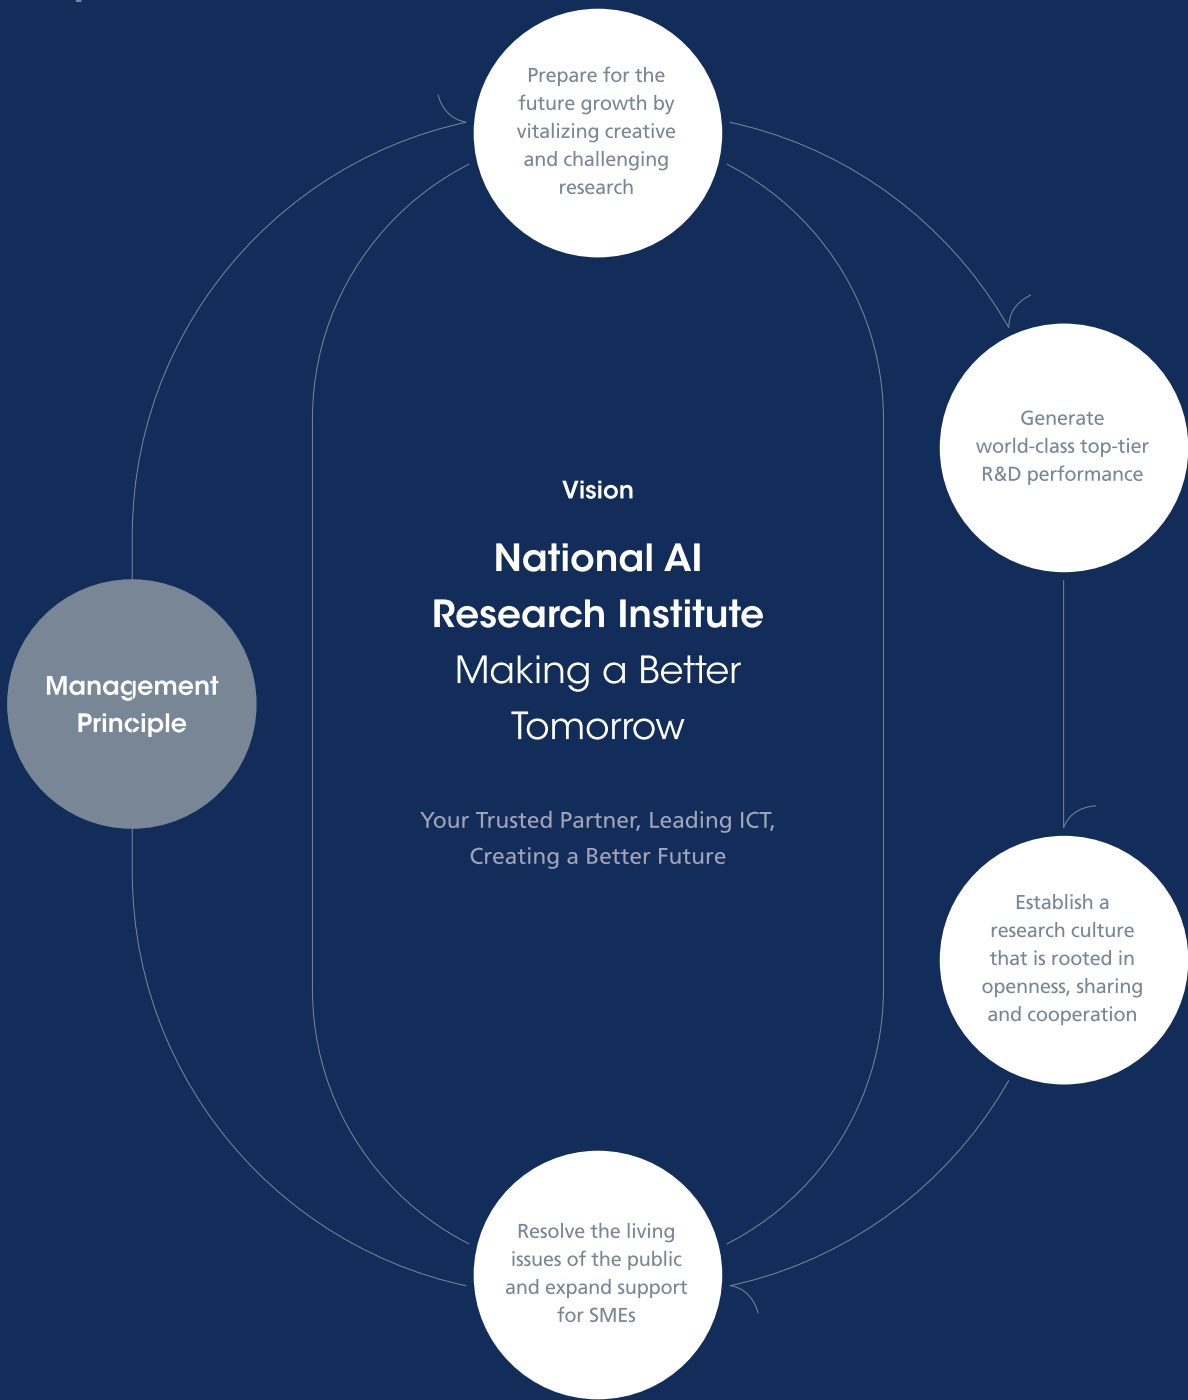 Prepare for the
future growth by
vitalizing creative
and challenging
research
Generate
world-class top-tier
R&D performance
Vision
National AI
Research Institute
Making a Better
Tomorrow
Your Trusted Partner, Leading ICT,
Creating a Better Future
Management
Principle
Establish a
research culture
that is rooted in
openness, sharing
and cooperation
Resolve the living
issues of the public
and expand support
for SMEs